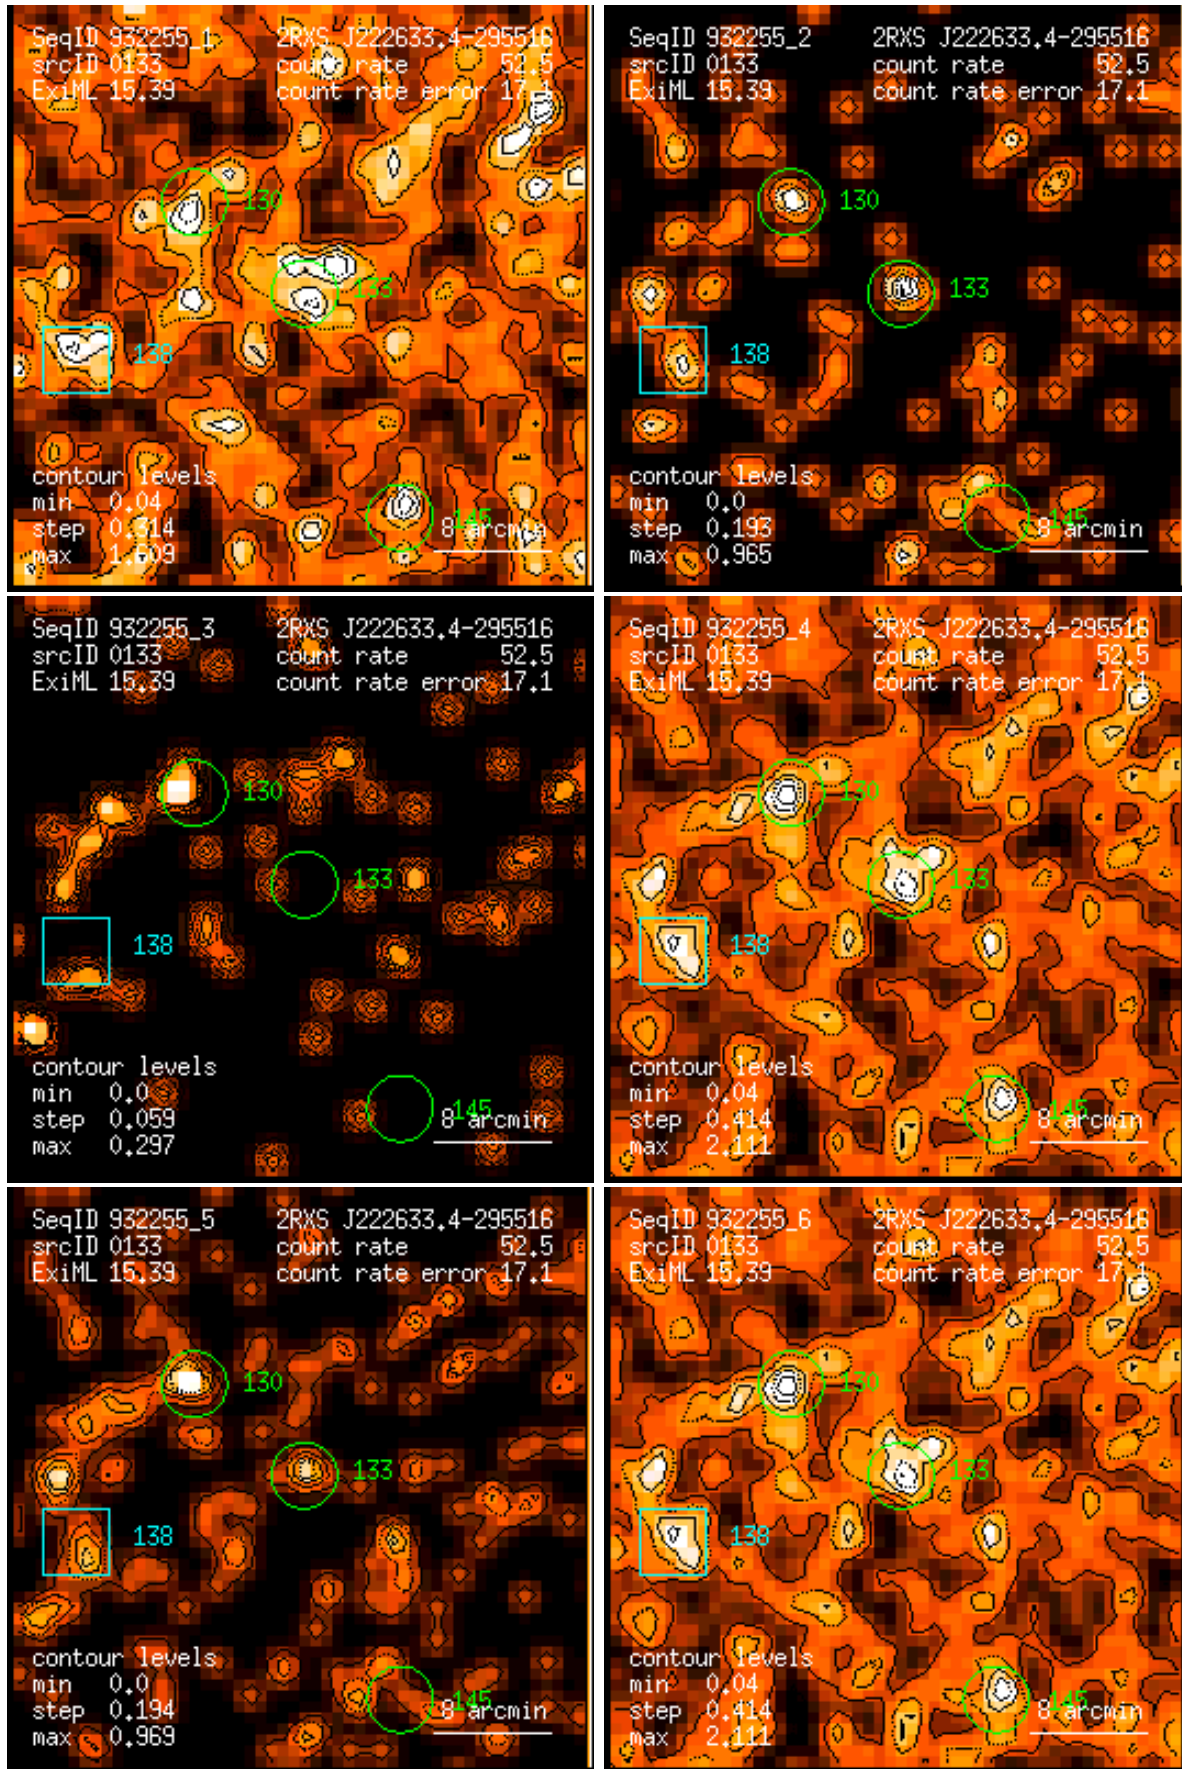 SeqID 932255_1 2RXS J222633.4-295516
srcID 0133 count rate 52.5
ExiML 15.39 count rate error 17.1
130
133
138
contour levels
min 0.04
step 0.314
max 1.609
145
8 arcmin
SeqID 932255_2 2RXS J222633.4-295516
srcID 0133 count rate 52.5
ExiML 15.39 count rate error 17.1
130
133
138
contour levels
min 0.0
step 0.193
max 0.965
145
8 arcmin
SeqID 932255_3 2RXS J222633.4-295516
srcID 0133 count rate 52.5
ExiML 15.39 count rate error 17.1
130
133
138
contour levels
min 0.0
step 0.059
max 0.297
145
8 arcmin
SeqID 932255_4 2RXS J222633.4-295516
srcID 0133 count rate 52.5
ExiML 15.39 count rate error 17.1
130
133
138
contour levels
min 0.04
step 0.414
max 2.111
145
8 arcmin
SeqID 932255_5 2RXS J222633.4-295516
srcID 0133 count rate 52.5
ExiML 15.39 count rate error 17.1
130
133
138
contour levels
min 0.0
step 0.194
max 0.969
145
8 arcmin
SeqID 932255_6 2RXS J222633.4-295516
srcID 0133 count rate 52.5
ExiML 15.39 count rate error 17.1
130
133
138
contour levels
min 0.04
step 0.414
max 2.111
145
8 arcmin